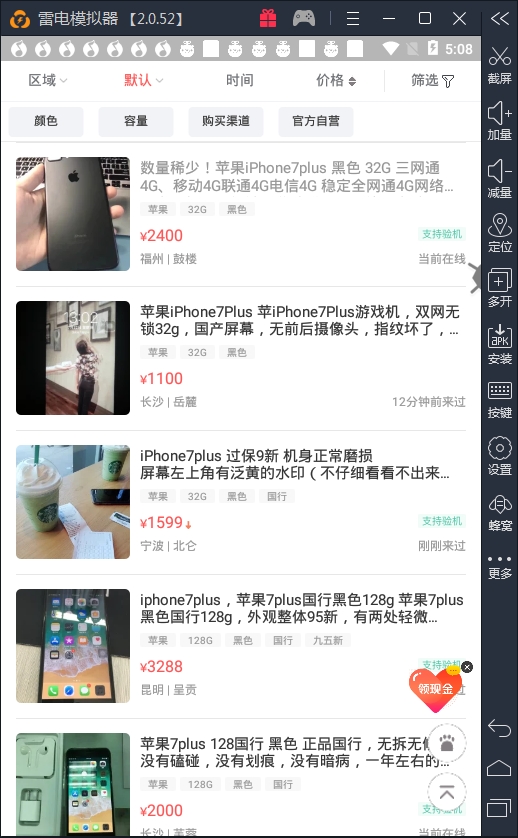 雷电模拟器 【2.0.52】
5:08
区域 默认 时间 价格 筛选
颜色 容量 购买渠道 官方自营
数量稀少！苹果iPhone7plus 黑色 32G 三网通
4G、移动4G联通4G电信4G 稳定全网通4G网络...
苹果 32G 黑色
¥2400 支持验机
福州 | 鼓楼 当前在线
苹果iPhone7Plus 苹iPhone7Plus游戏机，双网无
锁32g，国产屏幕，无前后摄像头，指纹坏了，...
苹果 32G 黑色
¥1100
长沙 | 岳麓 12分钟前来过
iPhone7plus 过保9新 机身正常磨损
屏幕左上角有泛黄的水印（不仔细看看不出来...
苹果 32G 黑色 国行
¥1599↓ 支持验机
宁波 | 北仑 刚刚来过
iphone7plus，苹果7plus国行黑色128g 苹果7plus
黑色国行128g，外观整体95新，有两处轻微...
苹果 128G 黑色 国行 九五新
¥3288 支持验机
昆明 | 呈贡
领现金
苹果7plus 128国行 黑色 正品国行，无拆无
没有磕碰，没有划痕，没有暗病，一年左右的...
苹果 128G 黑色 国行
¥2000 支持验机
长沙 | 芙蓉
截屏
加量
减量
定位
多开
APK
安装
按键
设置
蜂窝
更多